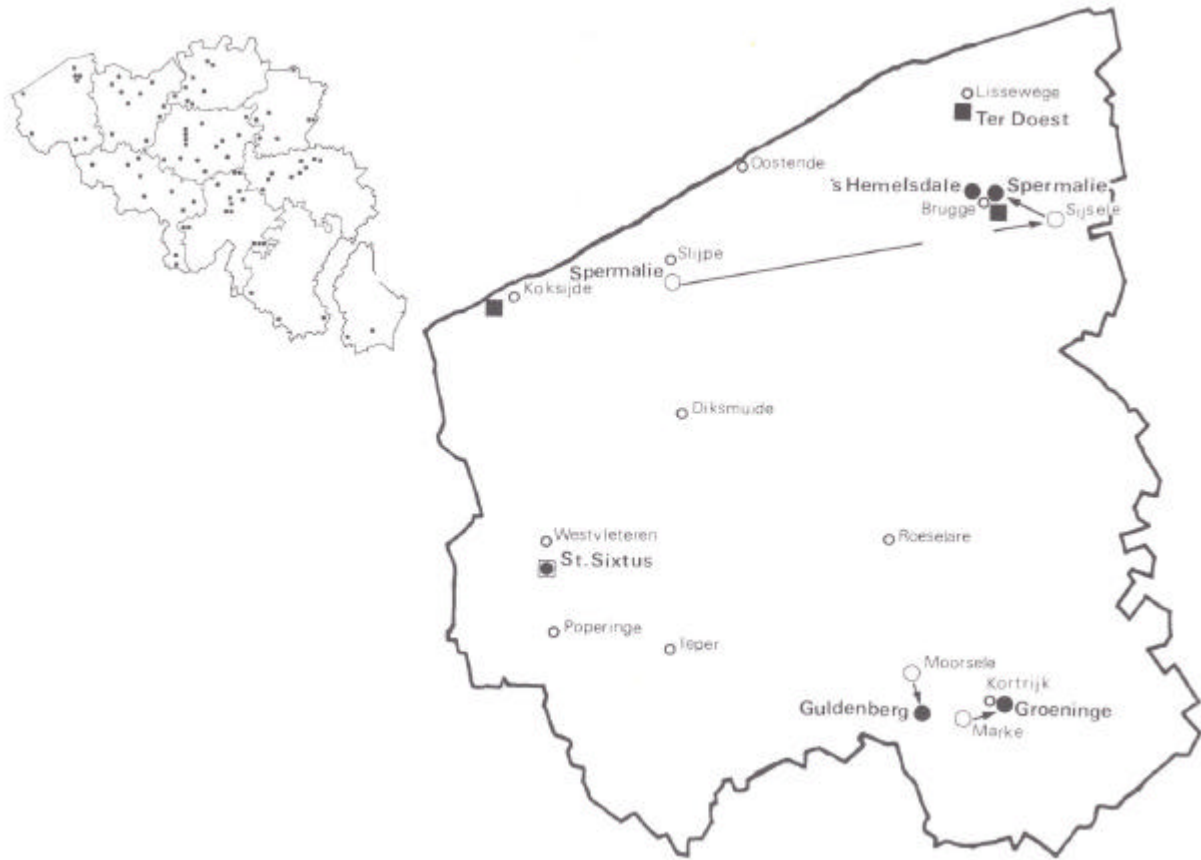 Lissewege
Ter Doest
Oostende
's Hemelsdale
Spermalie
Brugge
Sijsele
Slijpe
Spermalie
Koksijde
Diksmuide
Westvleteren
Roeselare
St. Sixtus
Poperinge
Ieper
Moorsele
Kortrijk
Guldenberg
Groeninge
Marke